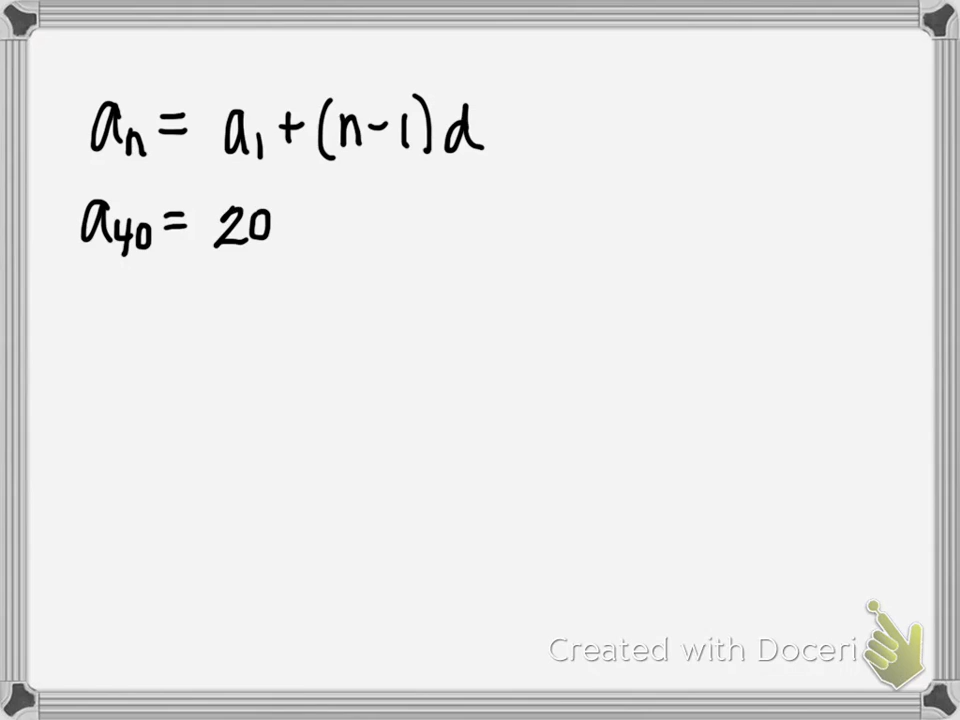 aₙ = a₁ + (n-1)d
a₄₀ = 20
Created with Doceri